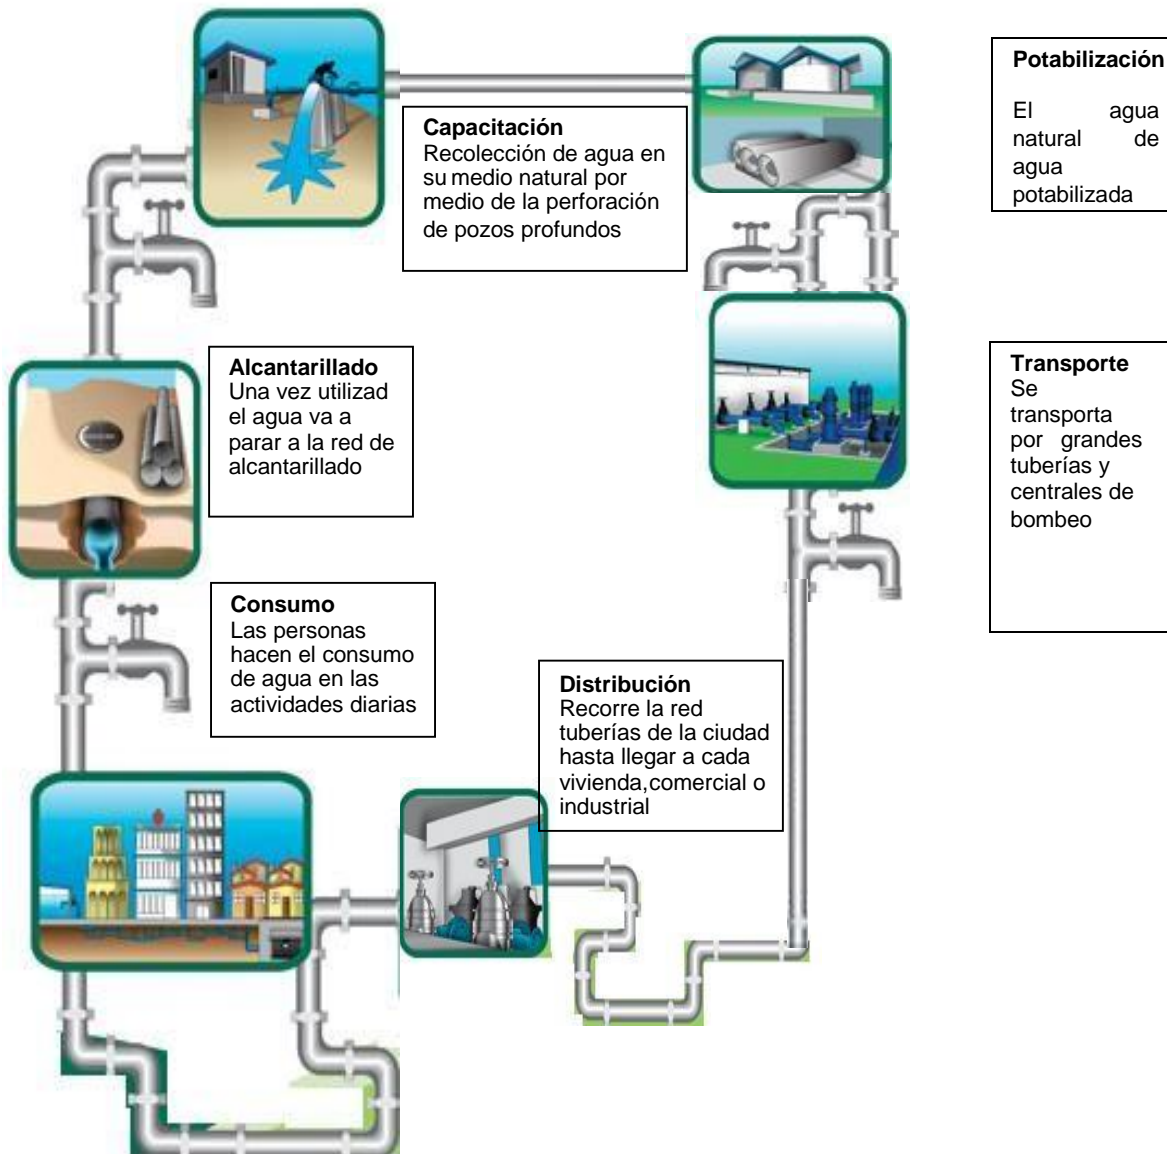 Capacitación
Recolección de agua en
su medio natural por
medio de la perforación
de pozos profundos
Potabilización
El agua
natural de
agua
potabilizada
Transporte
Se
transporta
por grandes
tuberías y
centrales de
bombeo
Distribución
Recorre la red
tuberías de la ciudad
hasta llegar a cada
vivienda,comercial o
industrial
Consumo
Las personas
hacen el consumo
de agua en las
actividades diarias
Alcantarillado
Una vez utilizad
el agua va a
parar a la red de
alcantarillado